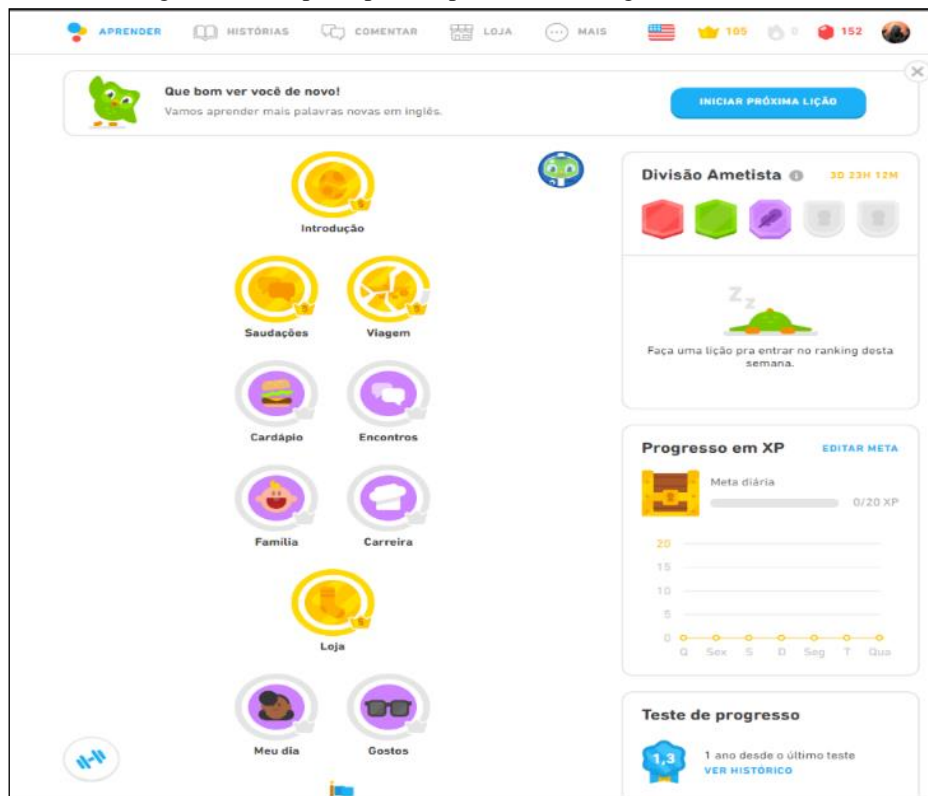 APRENDER HISTÓRIAS COMENTAR LOJA MAIS 105 0 152
Que bom ver você de novo!
Vamos aprender mais palavras novas em inglês.
INICIAR PRÓXIMA LIÇÃO
Introdução
Saudações Viagem
Cardápio Encontros
Família Carreira
Loja
Meu dia Gostos
Divisão Ametista 3D 23H 12M
Z z
Faça uma lição pra entrar no ranking desta
semana.
Progresso em XP EDITAR META
Meta diária
0/20 XP
20
15
10
5
0
Q Sex S D Seg T Qua
Teste de progresso
1,3
1 ano desde o último teste
VER HISTÓRICO